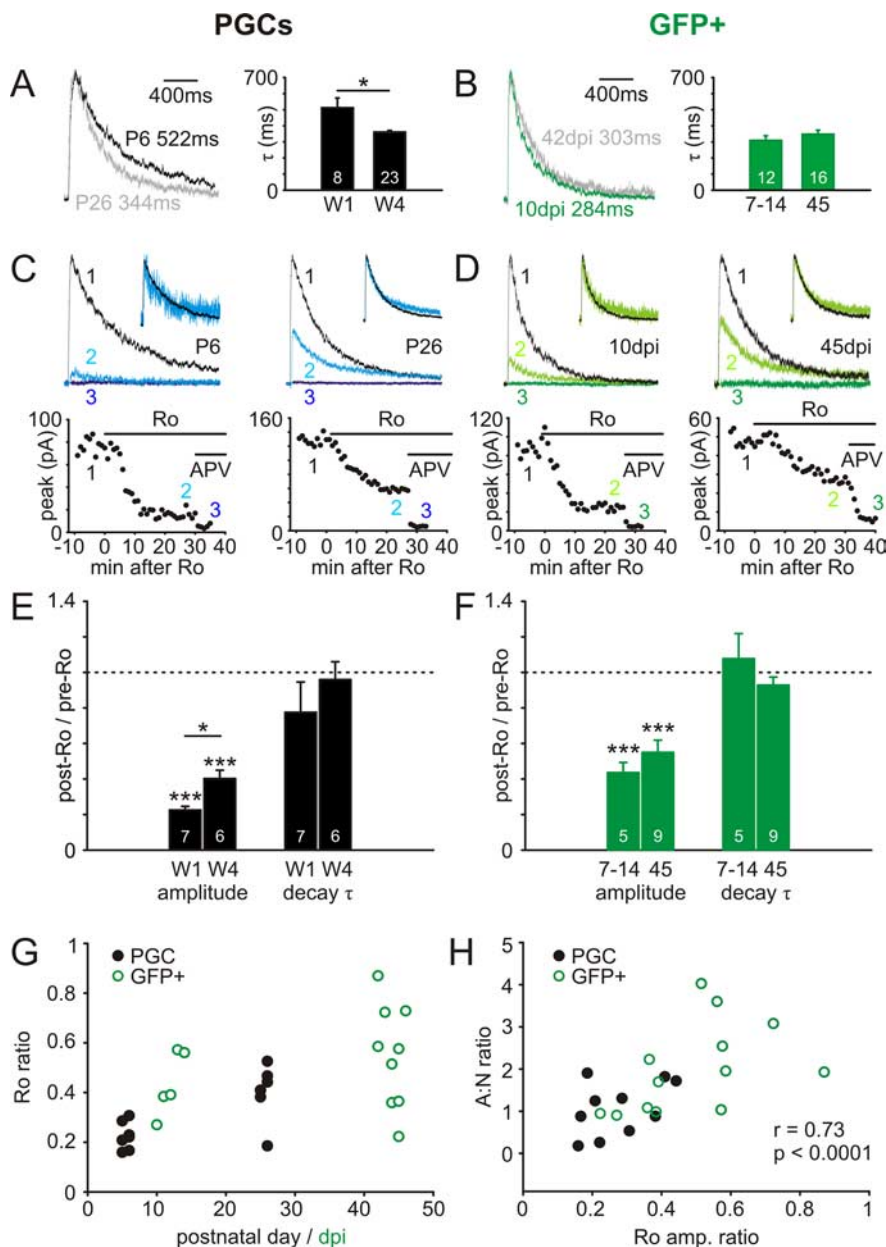 PGCs
GFP+
A
400ms
P6 522ms
P26 344ms
700
τ (ms)
0
*
8
23
W1
W4
B
400ms
42dpi 303ms
10dpi 284ms
700
τ (ms)
0
12
16
7-14
45
C
1
2
3
P6
1
2
3
P26
D
1
2
3
10dpi
1
2
3
45dpi
100
peak (pA)
0
Ro
APV
1
2
3
-10 0 10 20 30 40
min after Ro
160
0
Ro
APV
1
2
3
-10 0 10 20 30 40
min after Ro
120
peak (pA)
0
Ro
APV
1
2
3
-10 0 10 20 30 40
min after Ro
60
0
Ro
APV
1
2
3
-10 0 10 20 30 40
min after Ro
E
1.4
post-Ro / pre-Ro
0
*
***
***
7
6
7
6
W1 W4
amplitude
W1 W4
decay τ
F
1.4
post-Ro / pre-Ro
0
***
***
5
9
5
9
7-14 45
amplitude
7-14 45
decay τ
G
PGC
GFP+
1
0.8
0.6
0.4
0.2
0
Ro ratio
0 10 20 30 40 50
postnatal day / dpi
H
PGC
GFP+
5
4
3
2
1
0
A:N ratio
r = 0.73
p < 0.0001
0 0.2 0.4 0.6 0.8 1
Ro amp. ratio